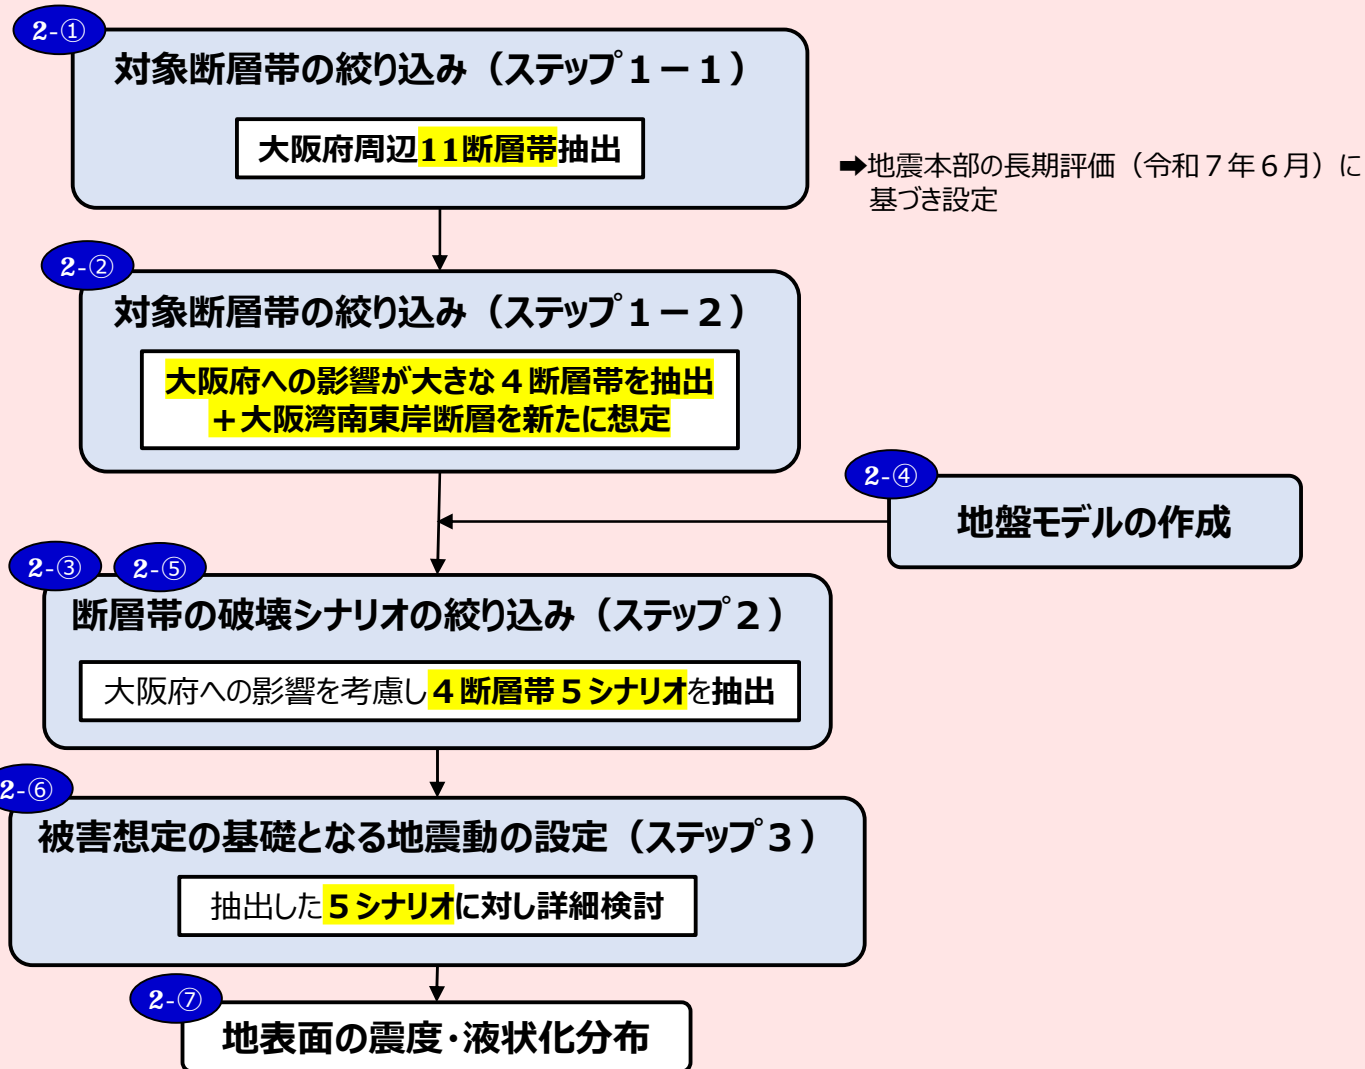 2-①
対象断層帯の絞り込み（ステップ１－１）
大阪府周辺11断層帯抽出
➡地震本部の長期評価（令和７年６月）に
基づき設定
2-②
対象断層帯の絞り込み（ステップ１－２）
大阪府への影響が大きな４断層帯を抽出
＋大阪湾南東岸断層を新たに想定
2-④
地盤モデルの作成
2-③ 2-⑤
断層帯の破壊シナリオの絞り込み（ステップ２）
大阪府への影響を考慮し４断層帯５シナリオを抽出
2-⑥
被害想定の基礎となる地震動の設定（ステップ３）
抽出した５シナリオに対し詳細検討
2-⑦
地表面の震度・液状化分布